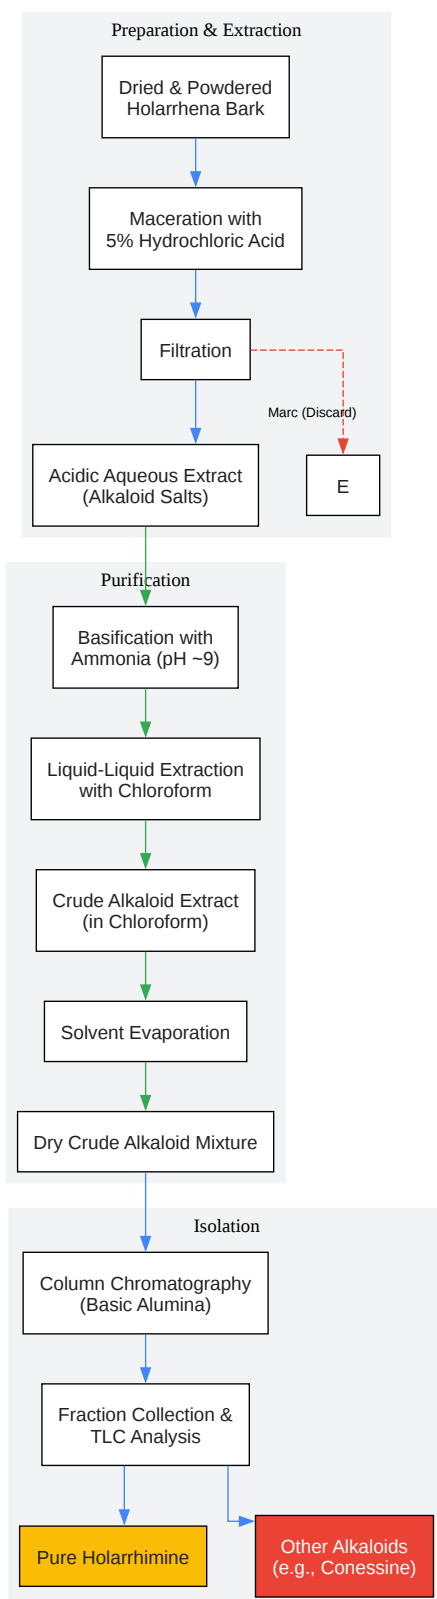 Preparation & Extraction
Dried & Powdered
Holarrhena Bark
Maceration with
5% Hydrochloric Acid
Filtration
Marc (Discard)
Acidic Aqueous Extract
(Alkaloid Salts)
E
Purification
Basification with
Ammonia (pH ~9)
Liquid-Liquid Extraction
with Chloroform
Crude Alkaloid Extract
(in Chloroform)
Solvent Evaporation
Dry Crude Alkaloid Mixture
Isolation
Column Chromatography
(Basic Alumina)
Fraction Collection &
TLC Analysis
Pure Holarrhimine
Other Alkaloids
(e.g., Conessine)